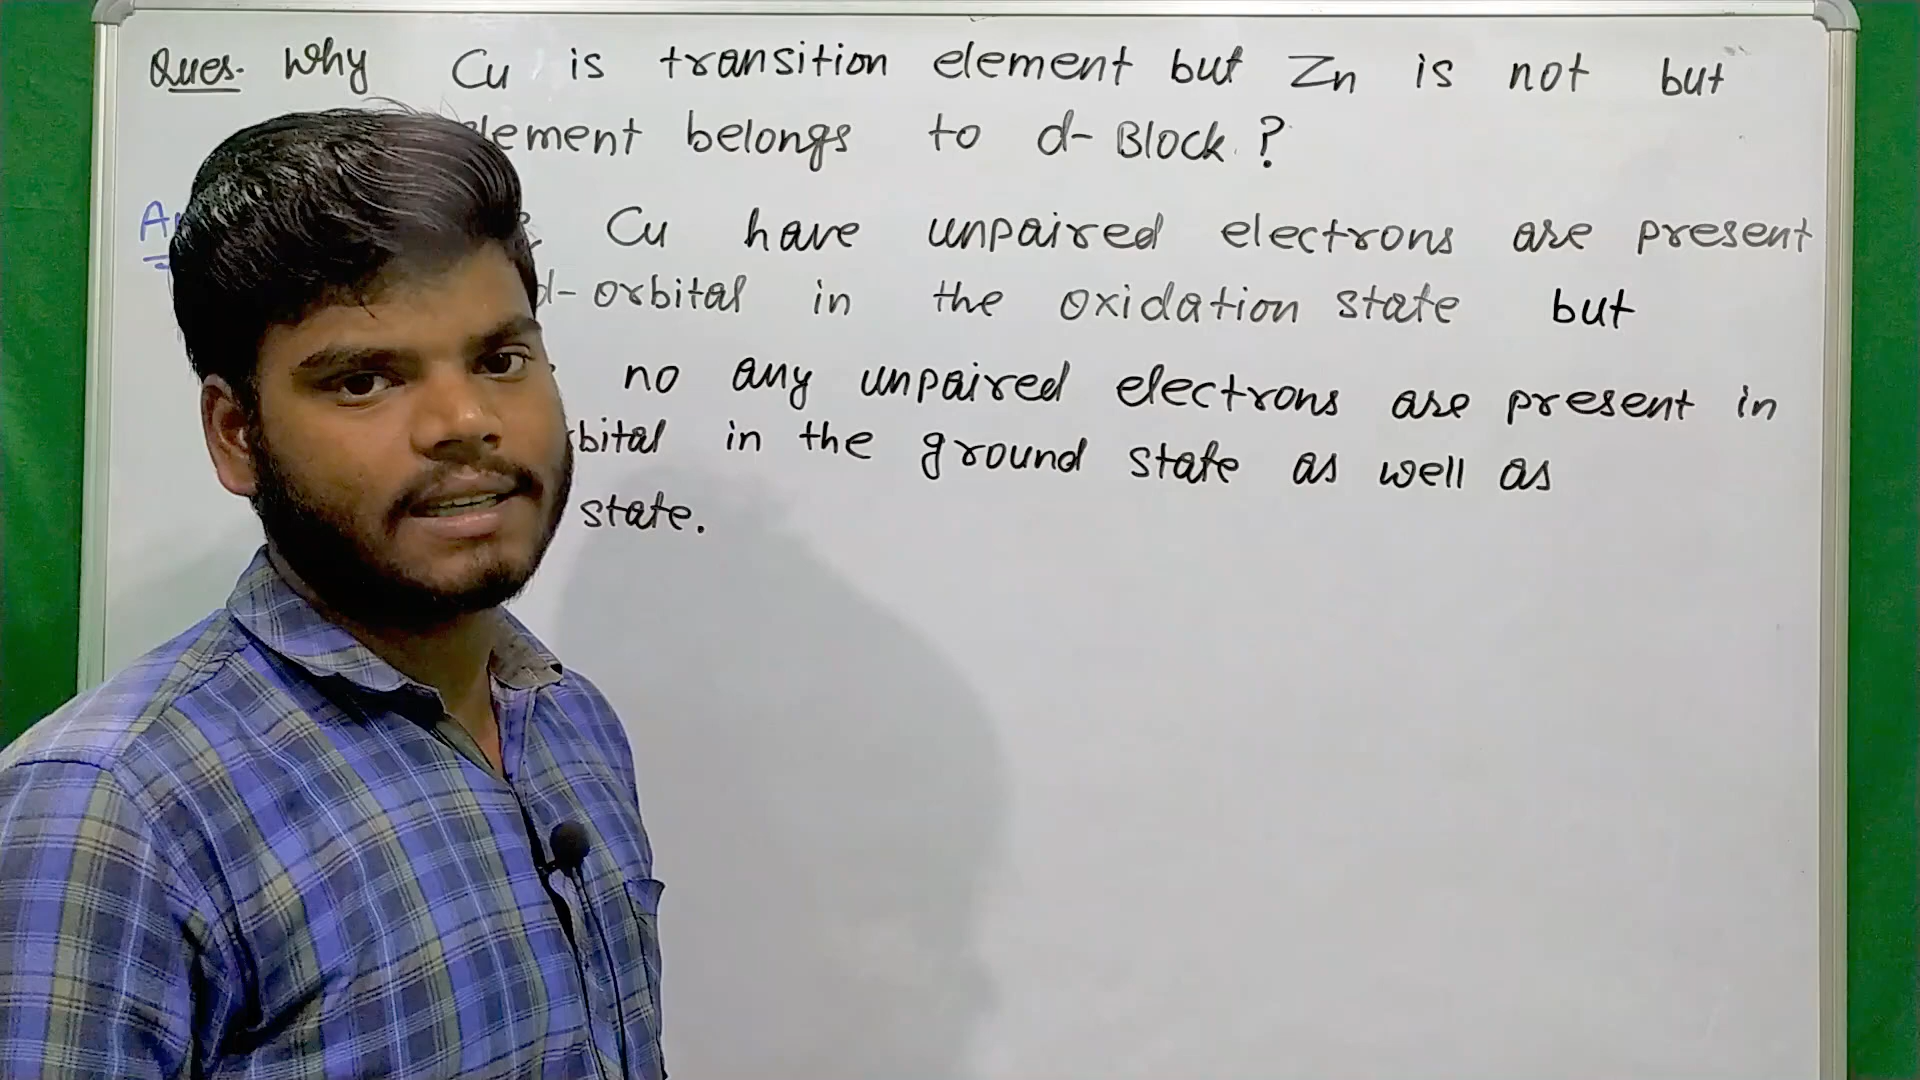 Ques. Why Cu is transition element but Zn is not but
element belongs to d-Block ?
Cu have unpaired electrons are present
d-orbital in the oxidation state but
no any unpaired electrons are present in
bital in the ground state as well as
state.